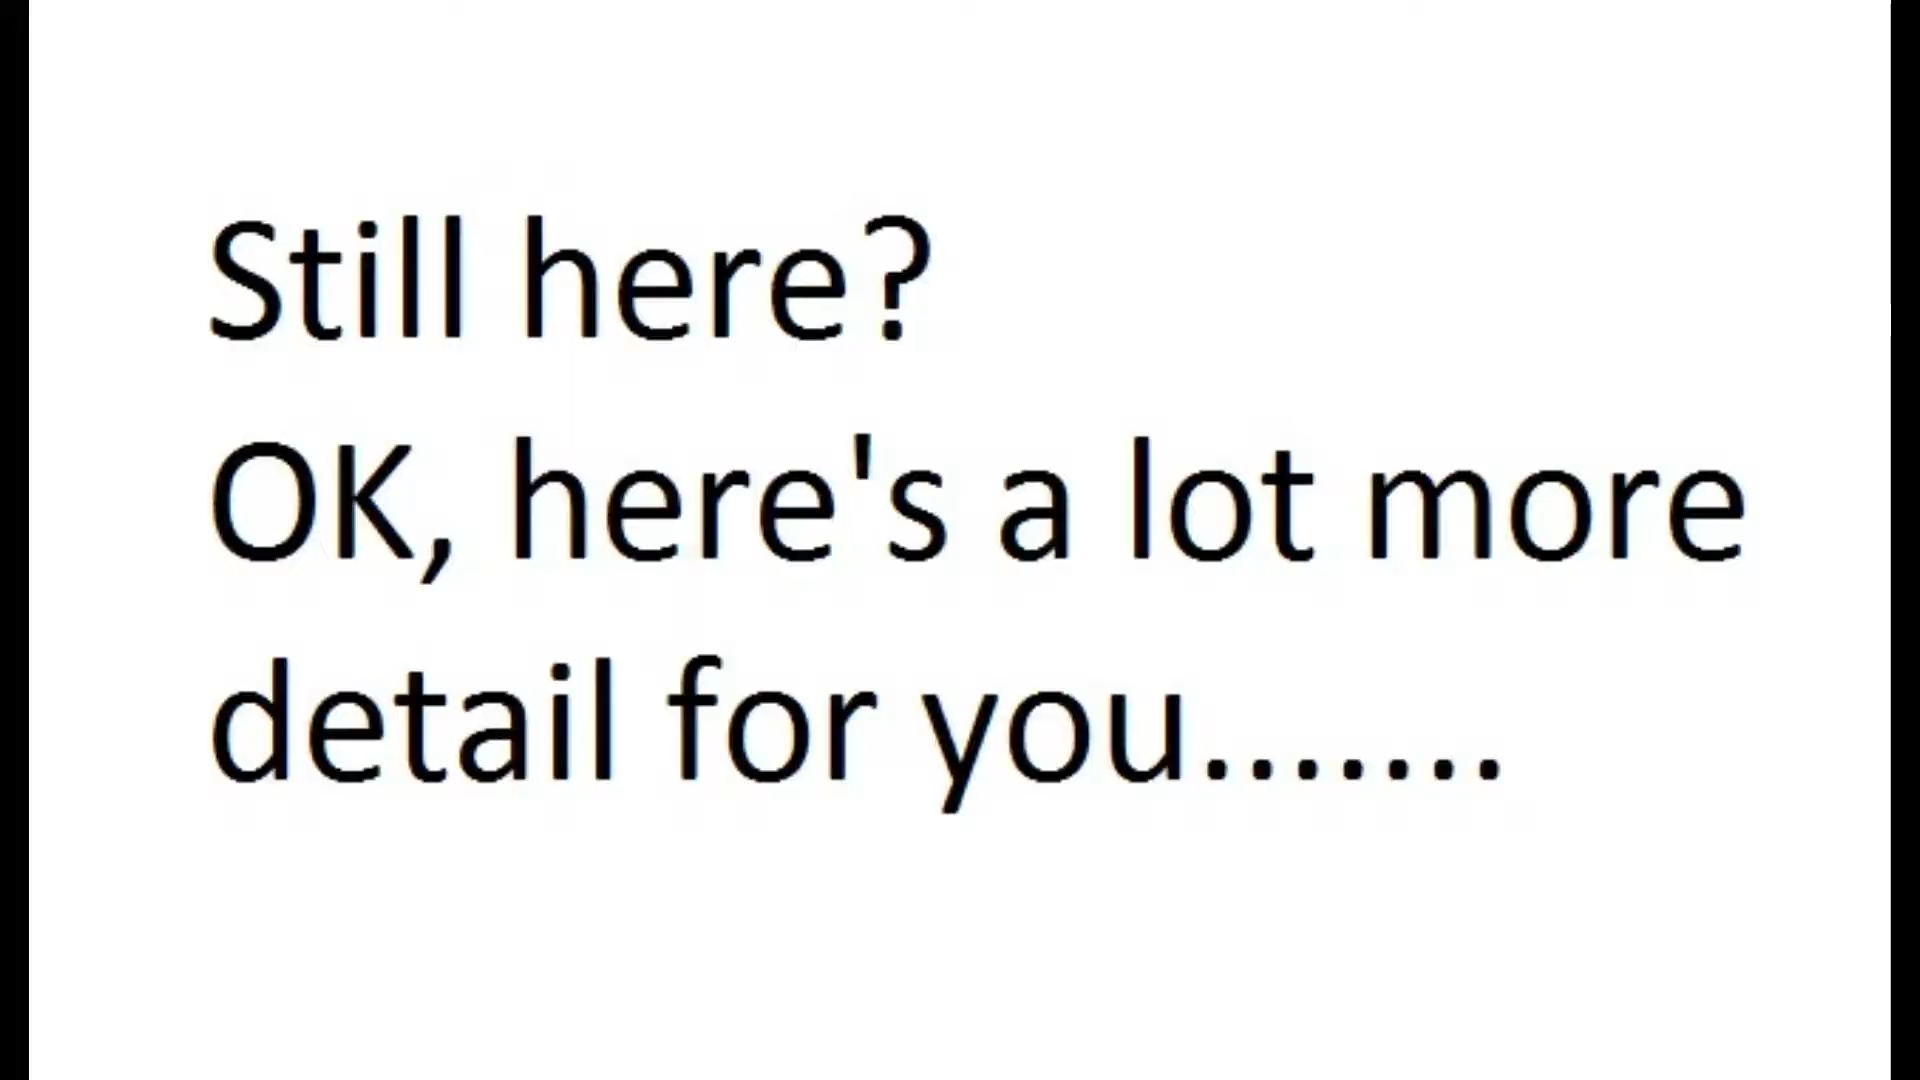 Still here?
OK, here's a lot more
detail for you.......